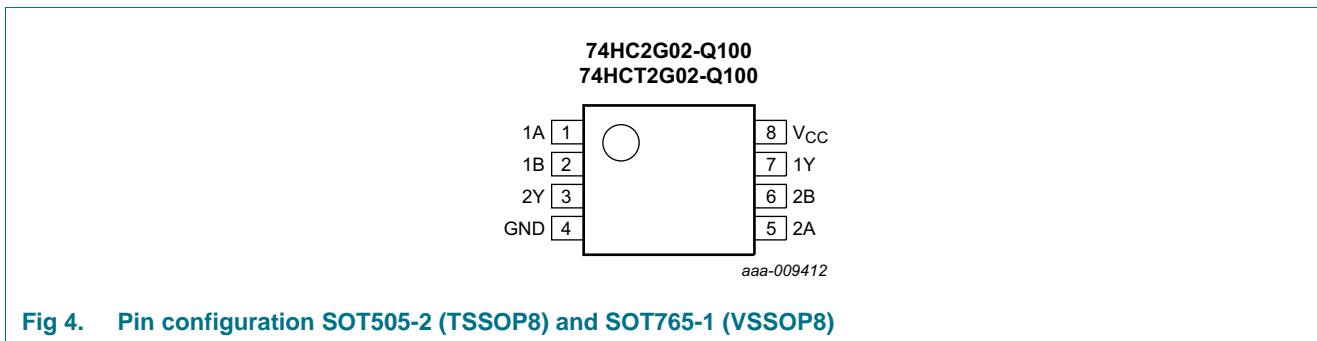 74HC2G02-Q100
74HCT2G02-Q100
1A 1
8 VCC
1B 2
7 1Y
2Y 3
6 2B
GND 4
5 2A
aaa-009412
Fig 4. Pin configuration SOT505-2 (TSSOP8) and SOT765-1 (VSSOP8)